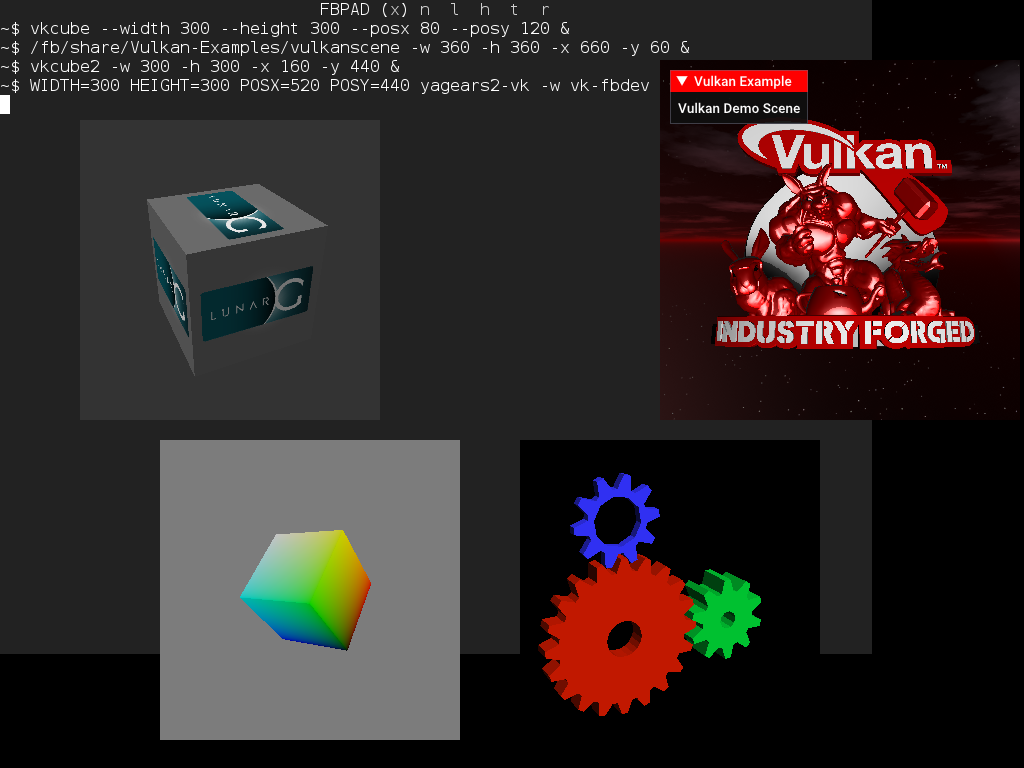 FBPAD (x) n l h t r
~$ vkcube --width 300 --height 300 --posx 80 --posy 120 &
~$ /fb/share/Vulkan-Examples/vulkanscene -w 360 -h 360 -x 660 -y 60 &
~$ vkcube2 -w 300 -h 300 -x 160 -y 440 &
~$ WIDTH=300 HEIGHT=300 POSX=520 POSY=440 yagears2-vk -w vk-fbdev
▼ Vulkan Example
Vulkan Demo Scene
Vulkan™
INDUSTRY FORGED
LUNARG
LUNARG